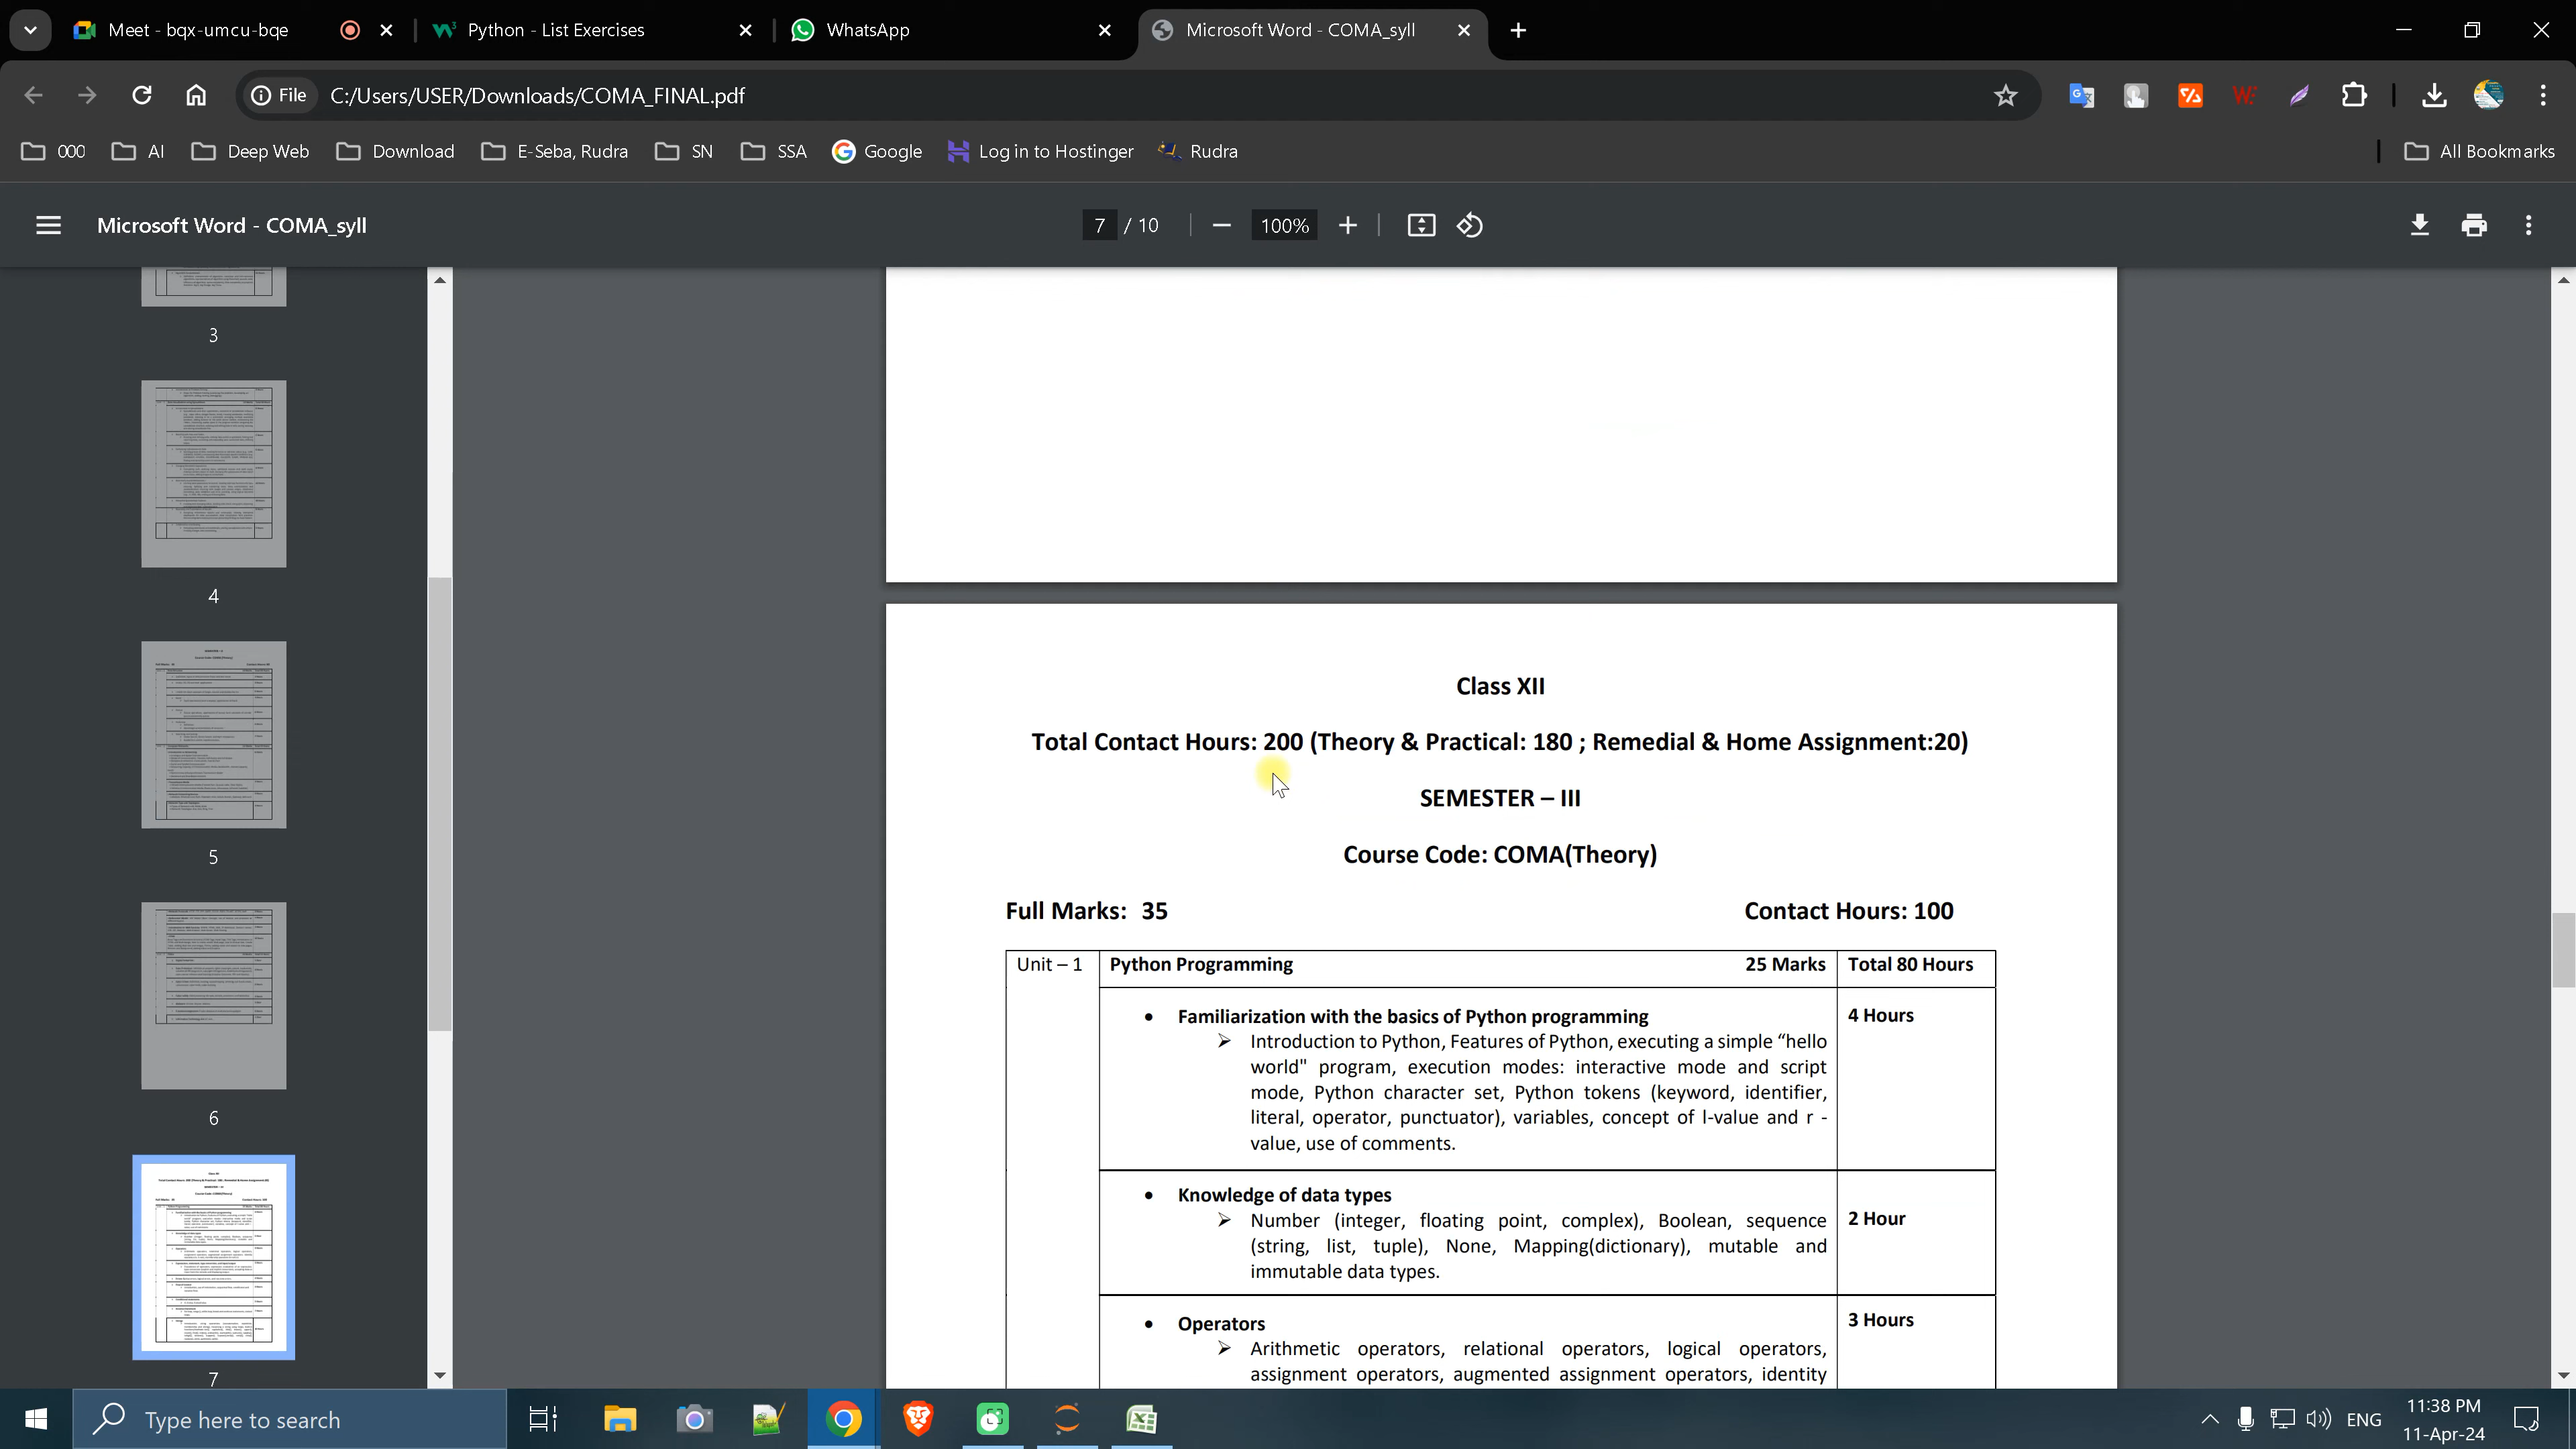 Meet - bqx-umcu-bqe
Python - List Exercises
WhatsApp
Microsoft Word - COMA_syll
File
C:/Users/USER/Downloads/COMA_FINAL.pdf
000
AI
Deep Web
Download
E-Seba, Rudra
SN
SSA
Google
Log in to Hostinger
Rudra
All Bookmarks
Microsoft Word - COMA_syll
7 / 10
100%
3
4
5
6
7
Class XII
Total Contact Hours: 200 (Theory & Practical: 180 ; Remedial & Home Assignment:20)
SEMESTER – III
Course Code: COMA(Theory)
Full Marks: 35 Contact Hours: 100
Unit – 1 Python Programming 25 Marks Total 80 Hours
• Familiarization with the basics of Python programming 4 Hours
➢ Introduction to Python, Features of Python, executing a simple “hello
world" program, execution modes: interactive mode and script
mode, Python character set, Python tokens (keyword, identifier,
literal, operator, punctuator), variables, concept of l-value and r -
value, use of comments.
• Knowledge of data types
➢ Number (integer, floating point, complex), Boolean, sequence 2 Hour
(string, list, tuple), None, Mapping(dictionary), mutable and
immutable data types.
• Operators 3 Hours
➢ Arithmetic operators, relational operators, logical operators,
assignment operators, augmented assignment operators, identity
Type here to search
ENG
11:38 PM
11-Apr-24